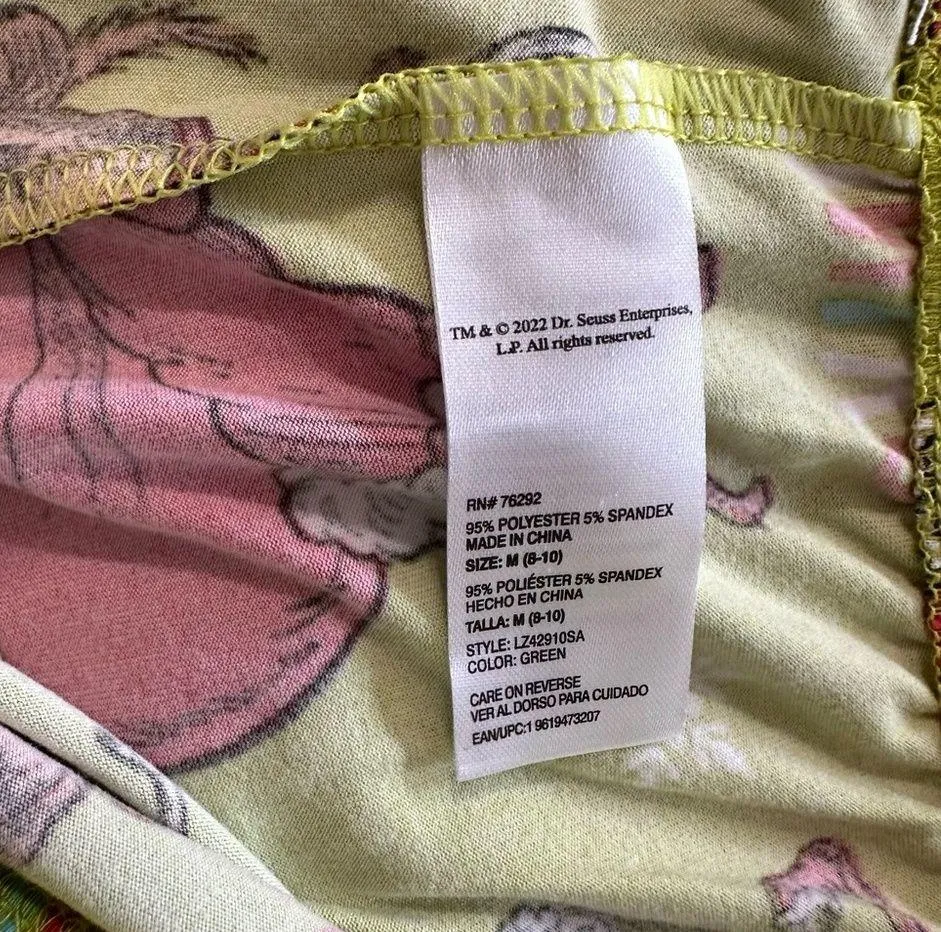 TM & © 2022 Dr. Seuss Enterprises,
L.P. All rights reserved.
RN# 76292
95% POLYESTER 5% SPANDEX
MADE IN CHINA
SIZE: M (8-10)
95% POLIÉSTER 5% SPANDEX
HECHO EN CHINA
TALLA: M (8-10)
STYLE: LZ42910SA
COLOR: GREEN
CARE ON REVERSE
VER AL DORSO PARA CUIDADO
EAN/UPC:1 9619473207